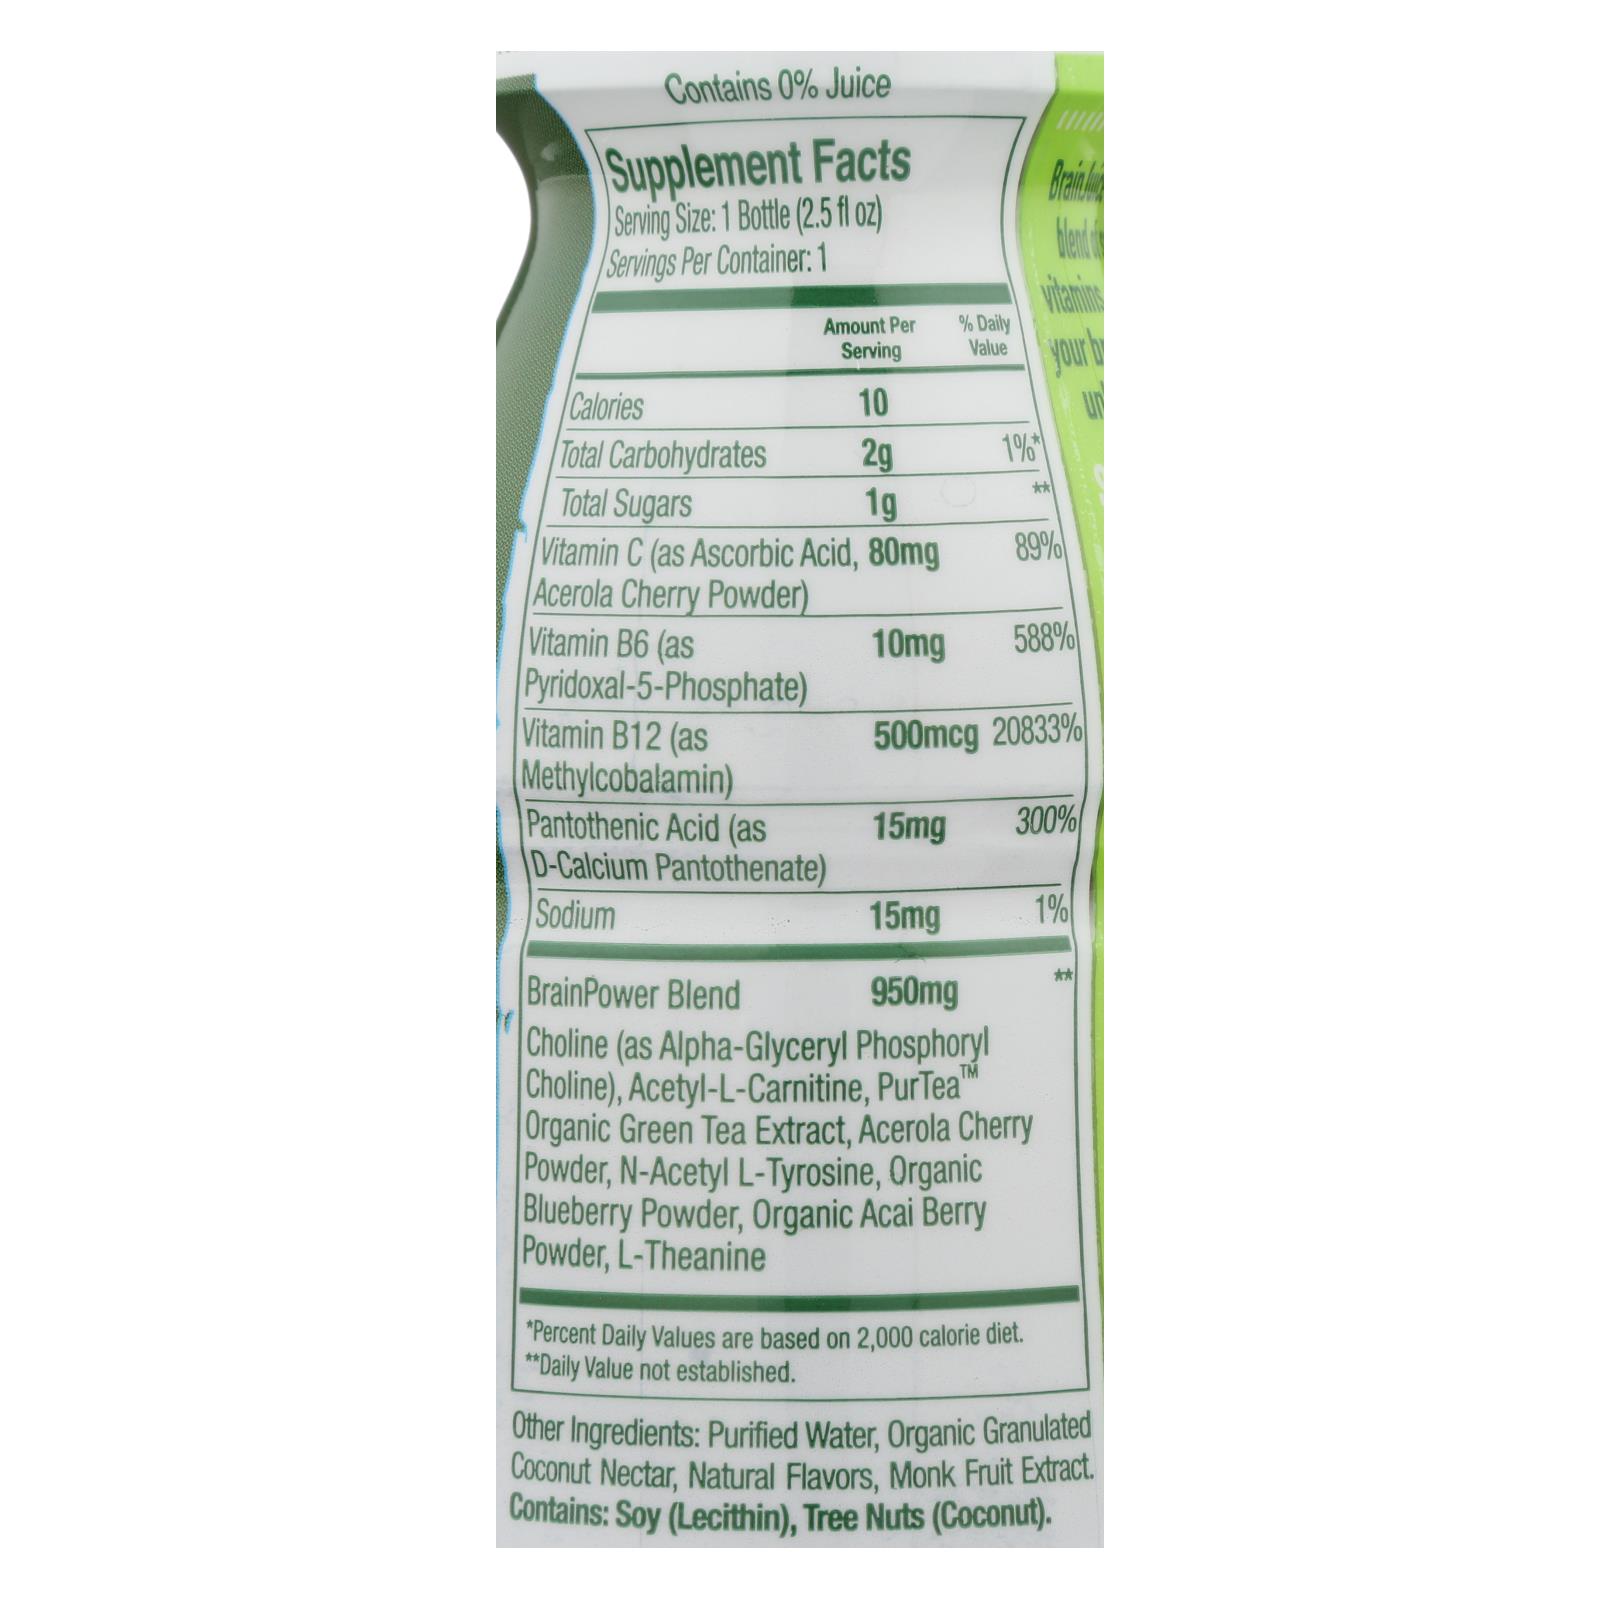 Contains 0% Juice
Supplement Facts
Serving Size: 1 Bottle (2.5 fl oz)
Servings Per Container: 1
Amount Per Serving % Daily Value
Calories 10
Total Carbohydrates 2g 1%*
Total Sugars 1g **
Vitamin C (as Ascorbic Acid, 80mg 89%
Acerola Cherry Powder)
Vitamin B6 (as 10mg 588%
Pyridoxal-5-Phosphate)
Vitamin B12 (as 500mcg 20833%
Methylcobalamin)
Pantothenic Acid (as 15mg 300%
D-Calcium Pantothenate)
Sodium 15mg 1%
BrainPower Blend 950mg **
Choline (as Alpha-Glyceryl Phosphoryl
Choline), Acetyl-L-Carnitine, PurTea™
Organic Green Tea Extract, Acerola Cherry
Powder, N-Acetyl L-Tyrosine, Organic
Blueberry Powder, Organic Acai Berry
Powder, L-Theanine
*Percent Daily Values are based on 2,000 calorie diet.
**Daily Value not established.
Other Ingredients: Purified Water, Organic Granulated
Coconut Nectar, Natural Flavors, Monk Fruit Extract.
Contains: Soy (Lecithin), Tree Nuts (Coconut).
blend
vitamins
your